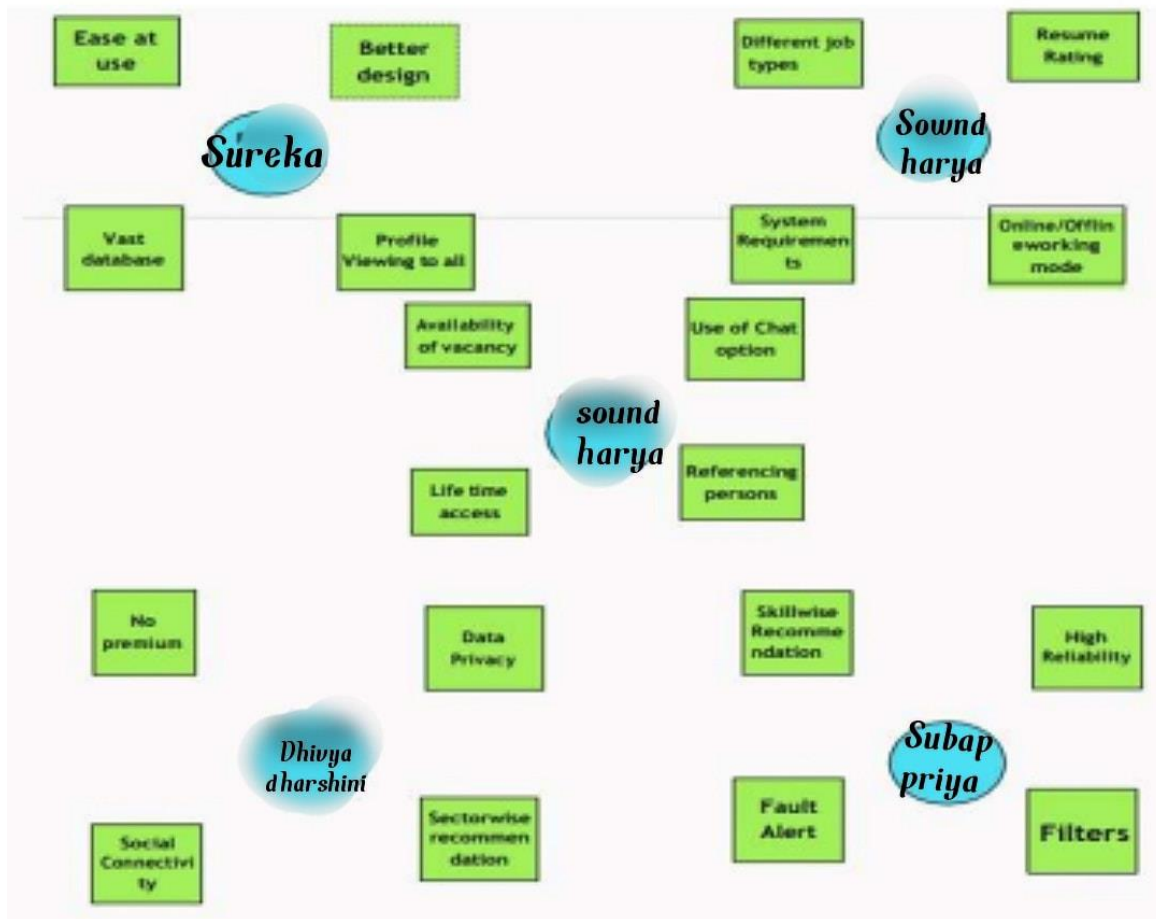 Ease at
use
Better
design
Sureka
Vast
database
Profile
Viewing to all
Different job
types
Resume
Rating
Sownd
harya
System
Requiremen
ts
Online/Offlin
eworking
mode
Availability
of vacancy
Use of Chat
option
sound
harya
Life time
access
Referencing
persons
No
premium
Data
Privacy
Dhivya
dharshini
Social
Connectivi
ty
Sectorwise
recommen
dation
Skillwise
Recomme
ndation
High
Reliability
Subap
priya
Fault
Alert
Filters